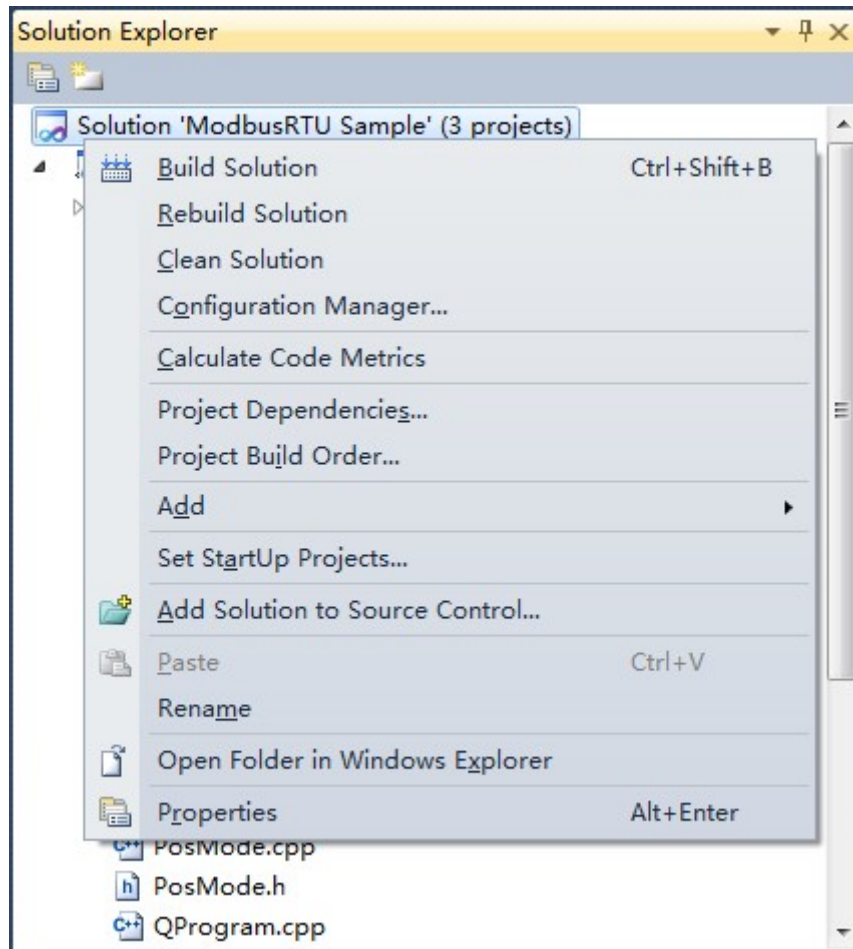 Solution Explorer
Solution 'ModbusRTU Sample' (3 projects)
Build Solution Ctrl+Shift+B
Rebuild Solution
Clean Solution
Configuration Manager...
Calculate Code Metrics
Project Dependencies...
Project Build Order...
Add
Set StartUp Projects...
Add Solution to Source Control...
Paste Ctrl+V
Rename
Open Folder in Windows Explorer
Properties Alt+Enter
PosMode.cpp
PosMode.h
QProgram.cpp